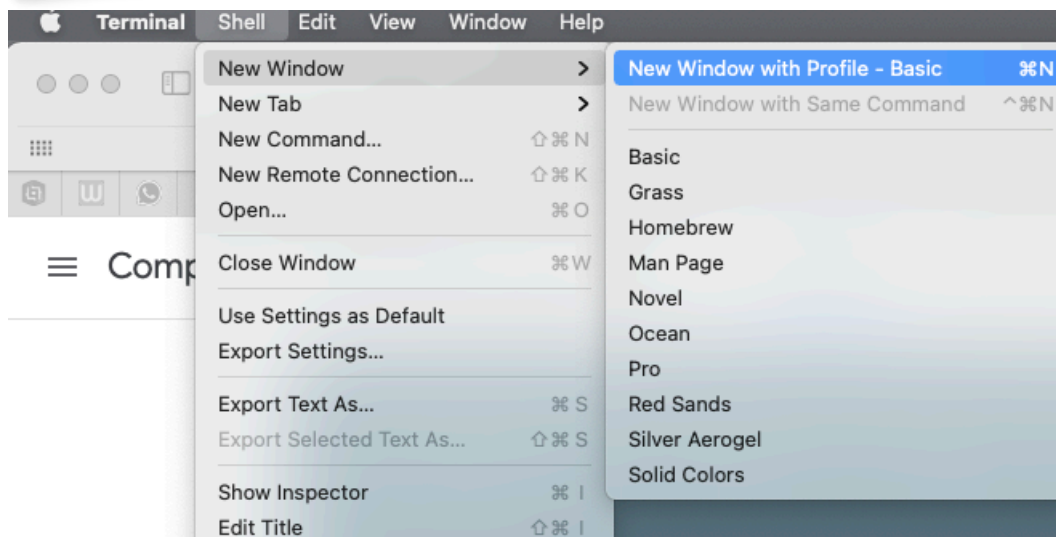 Terminal Shell Edit View Window Help
New Window >
New Tab >
New Command... ⇧⌘N
New Remote Connection... ⇧⌘K
Open... ⌘O
Close Window ⌘W
Use Settings as Default
Export Settings...
Export Text As... ⌘S
Export Selected Text As... ⇧⌘S
Show Inspector ⌘I
Edit Title ⇧⌘I
New Window with Profile - Basic ⌘N
New Window with Same Command ^⌘N
Basic
Grass
Homebrew
Man Page
Novel
Ocean
Pro
Red Sands
Silver Aerogel
Solid Colors
Comp